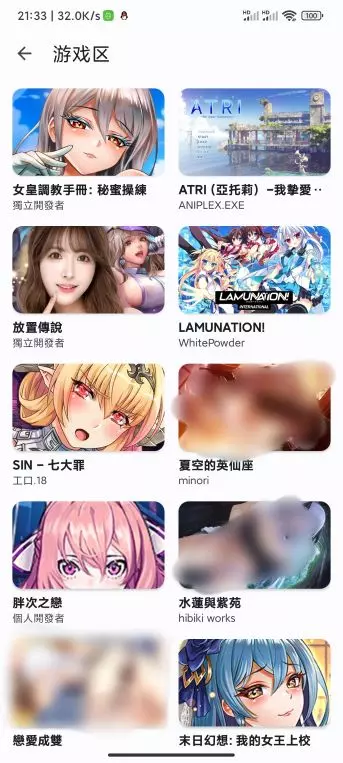 21:33 | 32.0K/s
100
游戏区
女皇調教手冊: 秘蜜操練
獨立開發者
ATRI
ATRI（亞托莉）-我摯愛··
ANIPLEX.EXE
放置傳說
獨立開發者
LAMUNATION!
INTERNATIONAL
LAMUNATION!
WhitePowder
SIN - 七大罪
工口.18
夏空的英仙座
minori
胖次之戀
個人開發者
水蓮與紫苑
hibiki works
戀愛成雙
末日幻想: 我的女王上校